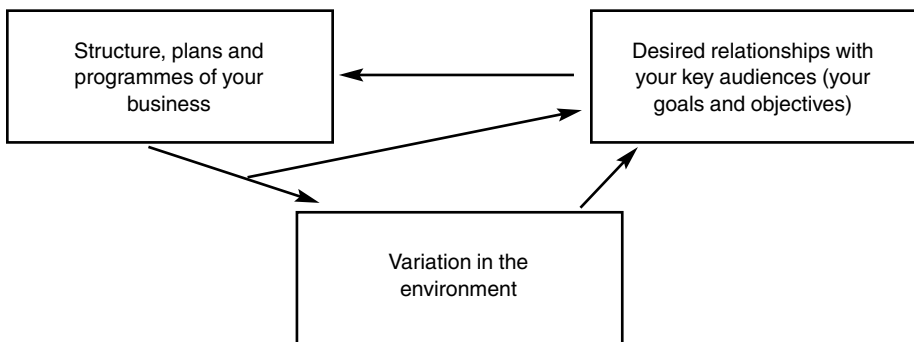 Structure, plans and
programmes of your
business
Desired relationships with
your key audiences (your
goals and objectives)
Variation in the
environment